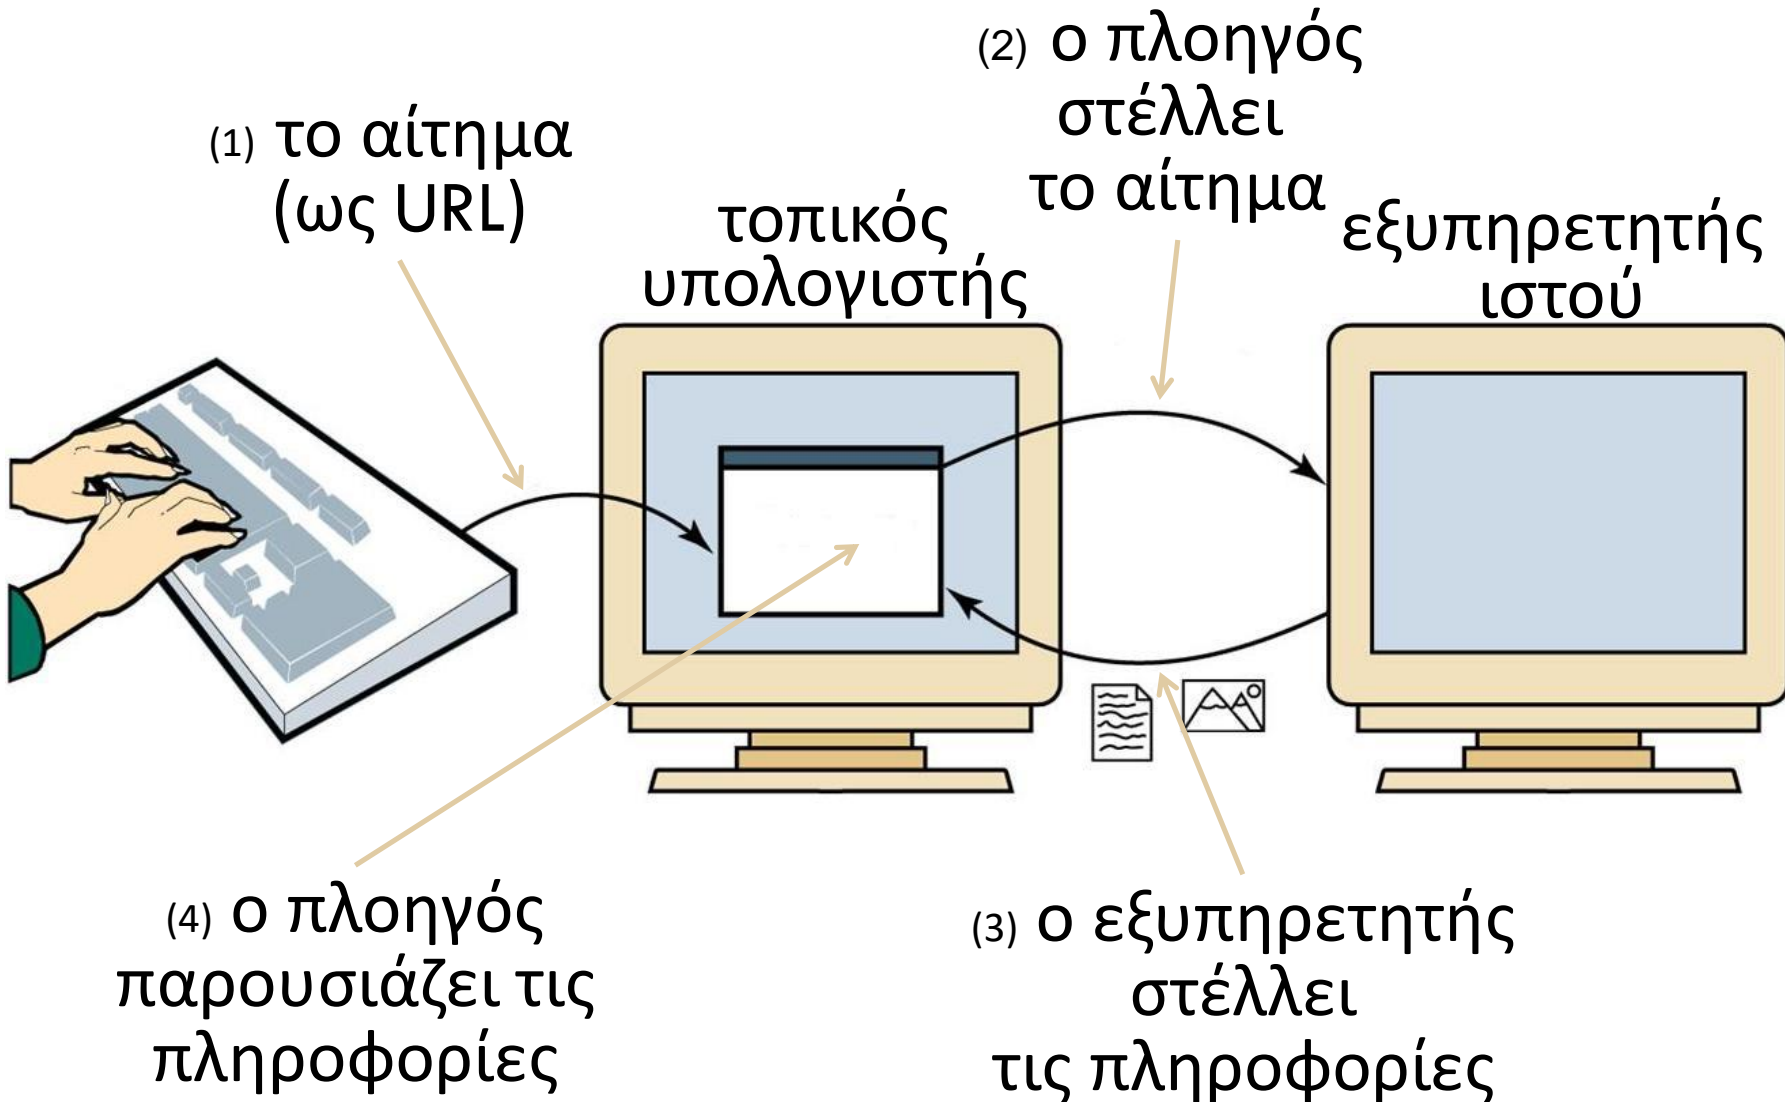 (1) το αίτημα
(ως URL)
τοπικός
υπολογιστής
(2) ο πλοηγός
στέλλει
το αίτημα
εξυπηρετητής
ιστού
(4) ο πλοηγός
παρουσιάζει τις
πληροφορίες
(3) ο εξυπηρετητής
στέλλει
τις πληροφορίες